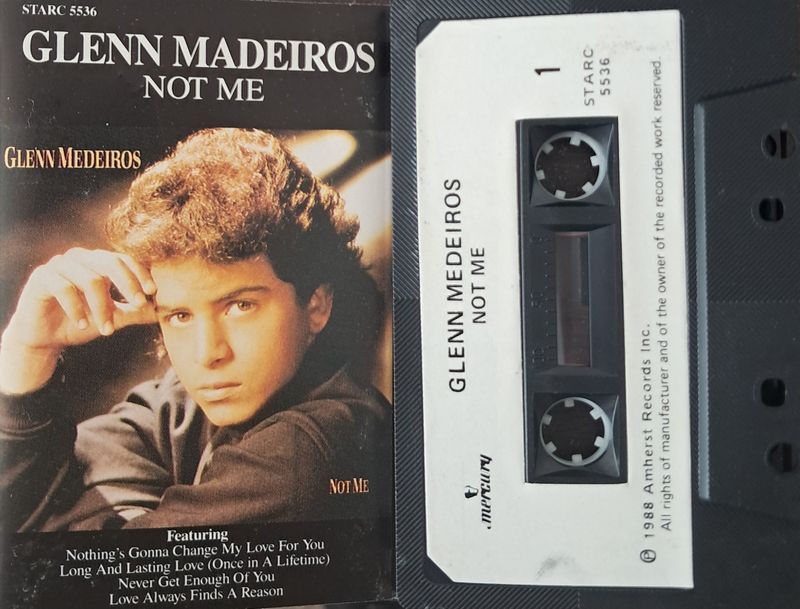 STARC 5536
GLENN MADEIROS
NOT ME
GLENN MEDEIROS
NOT ME
Featuring
Nothing's Gonna Change My Love For You
Long And Lasting Love (Once in A Lifetime)
Never Get Enough Of You
Love Always Finds A Reason
1
STARC
5536
GLENN MEDEIROS
NOT ME
mercury
℗ 1988 Amherst Records Inc.
All rights of manufacturer and of the owner of the recorded work reserved.